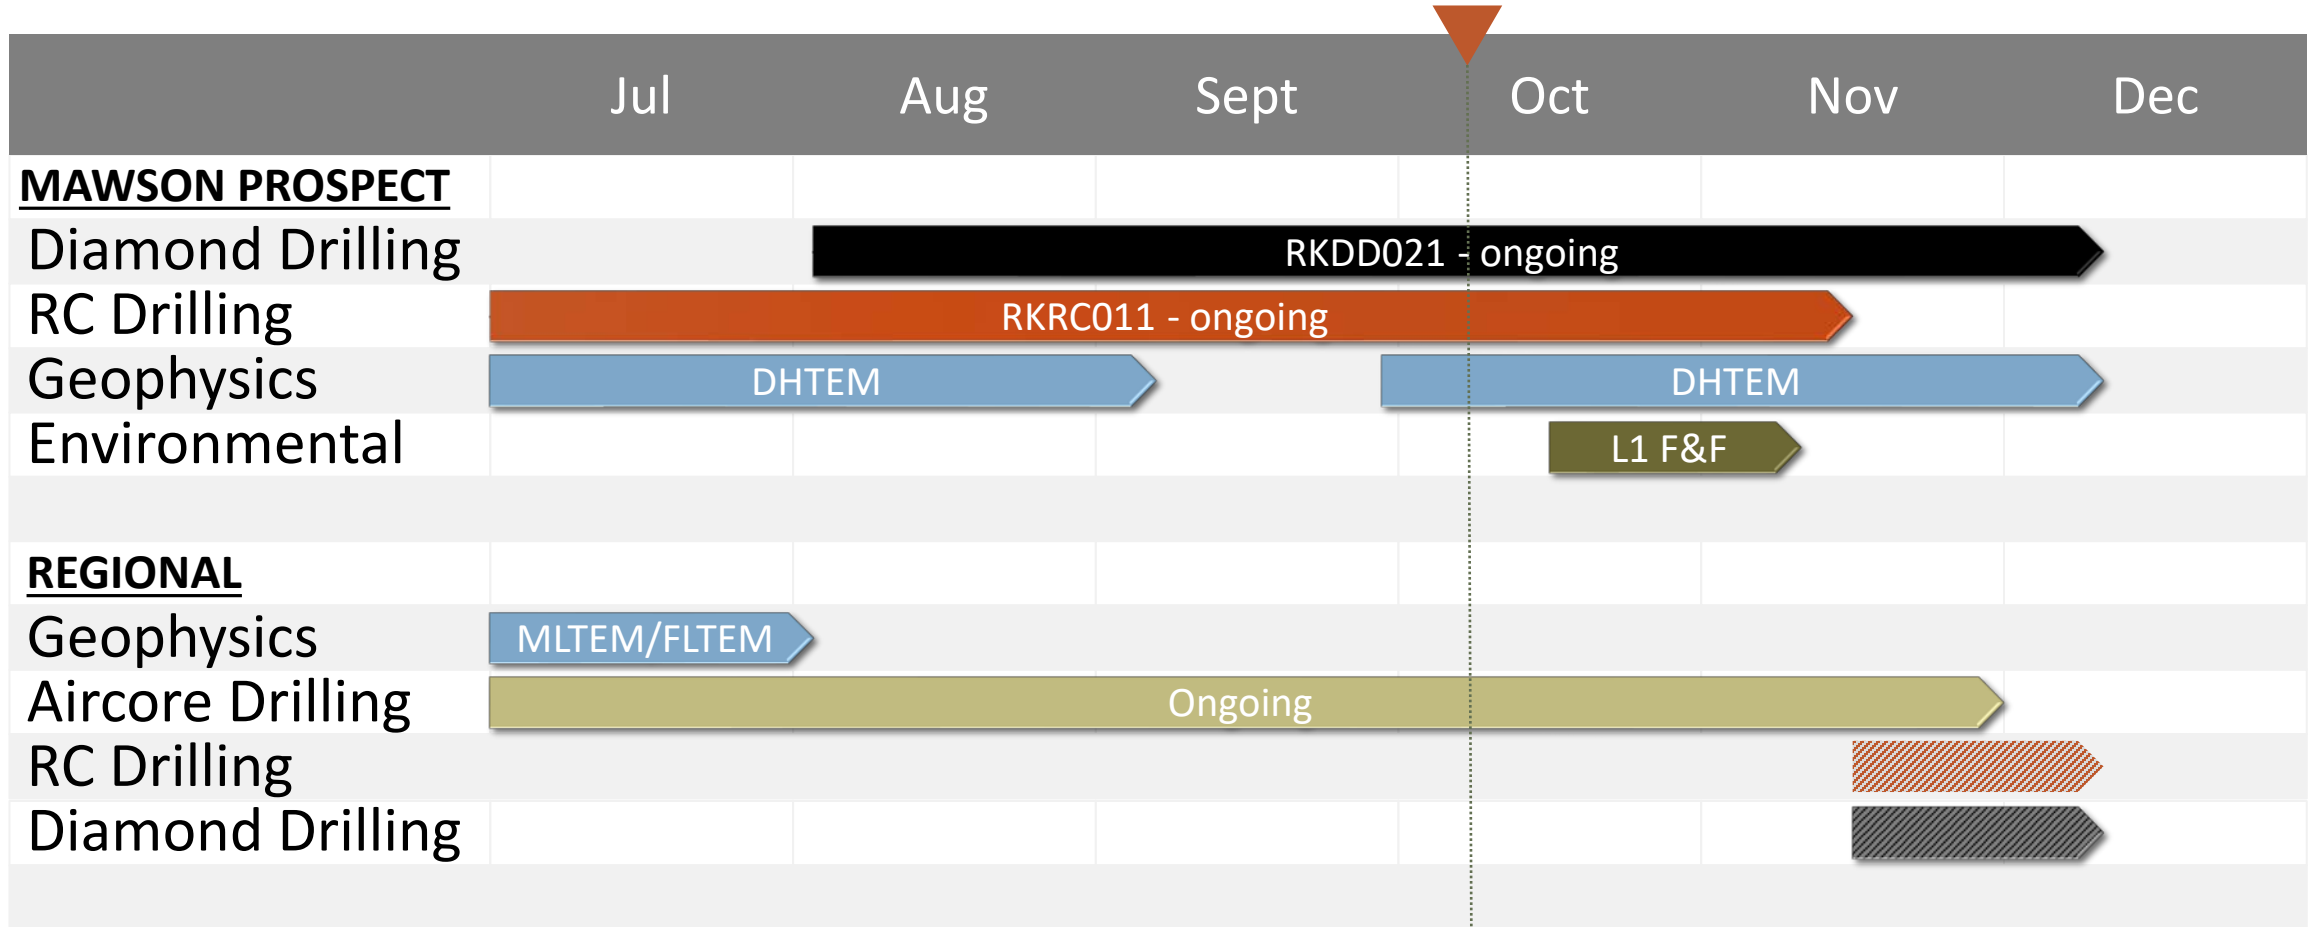 Jul Aug Sept Oct Nov Dec
MAWSON PROSPECT
Diamond Drilling RKDD021 - ongoing
RC Drilling RKRC011 - ongoing
Geophysics DHTEM DHTEM
Environmental L1 F&F
REGIONAL
Geophysics MLTEM/FLTEM
Aircore Drilling Ongoing
RC Drilling
Diamond Drilling